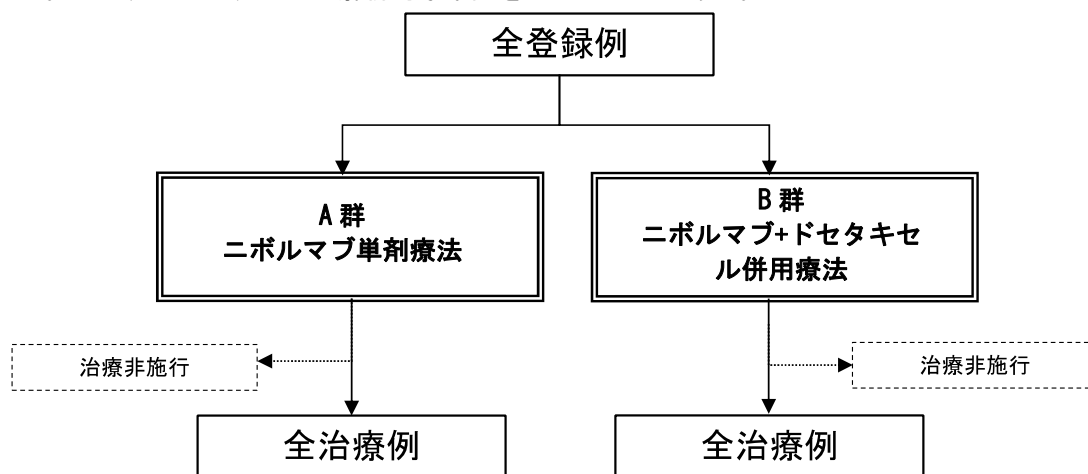 全登録例
A 群
ニボルマブ単剤療法
B 群
ニボルマブ+ドセタキセ
ル併用療法
治療非施行
治療非施行
全治療例
全治療例